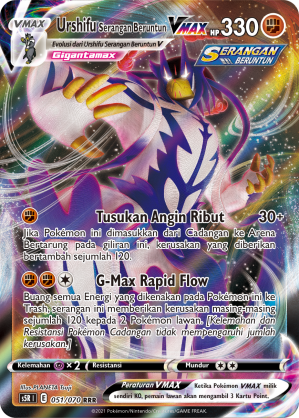 VMAX
Urshifu Serangan Beruntun VMAX HP 330
Evolusi dari Urshifu Serangan Beruntun V
Gigantamax
SERANGAN
BERUNTUN
Tusukan Angin Ribut 30+
Jika Pokémon ini dimasukkan dari Cadangan ke Arena
Bertarung pada giliran ini, kerusakan yang diberikan
bertambah sejumlah 120.
G-Max Rapid Flow
Buang semua Energi yang dikenakan pada Pokémon ini ke
Trash, serangan ini memberikan kerusakan masing-masing
sejumlah 120 kepada 2 Pokémon lawan. [Kelemahan dan
Resistansi Pokémon Cadangan tidak mempengaruhi jumlah
kerusakan.]
Kelemahan ×2 Resistansi Mundur
Illus. PLANETA Tsuji
s5R I E 051/070 RRR
Peraturan VMAX Ketika Pokémon VMAX milik
sendiri KO, pemain lawan akan mengambil 3 Kartu Point.
©2021 Pokémon/Nintendo/Creatures/GAME FREAK.